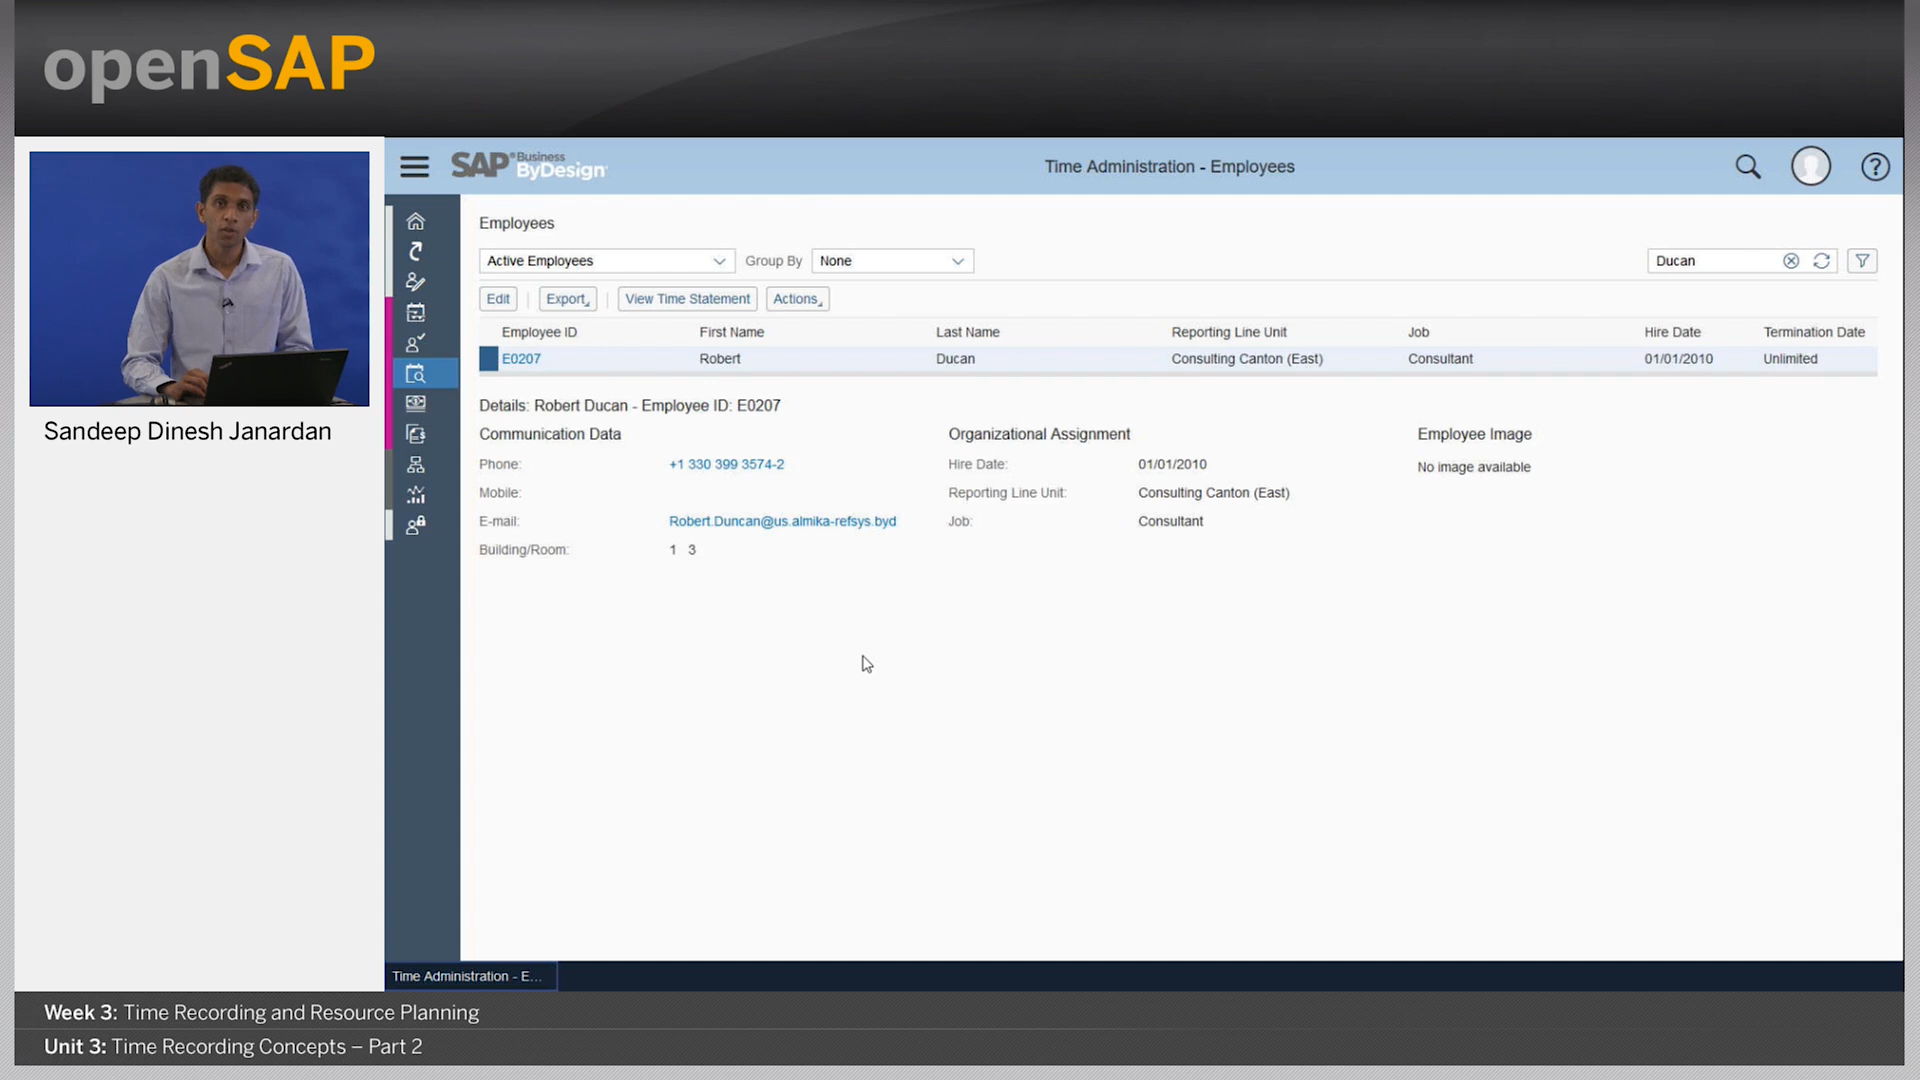 openSAP
SAP Business ByDesign
Time Administration - Employees
Sandeep Dinesh Janardan
Employees
Active Employees Group By None Ducan
Edit Export View Time Statement Actions
Employee ID First Name Last Name Reporting Line Unit Job Hire Date Termination Date
E0207 Robert Ducan Consulting Canton (East) Consultant 01/01/2010 Unlimited
Details: Robert Ducan - Employee ID: E0207
Communication Data Organizational Assignment Employee Image
Phone: +1 330 399 3574-2 Hire Date: 01/01/2010 No image available
Mobile: Reporting Line Unit: Consulting Canton (East)
E-mail: Robert.Duncan@us.almika-refsys.byd Job: Consultant
Building/Room: 1 3
Time Administration - E...
Week 3: Time Recording and Resource Planning
Unit 3: Time Recording Concepts – Part 2